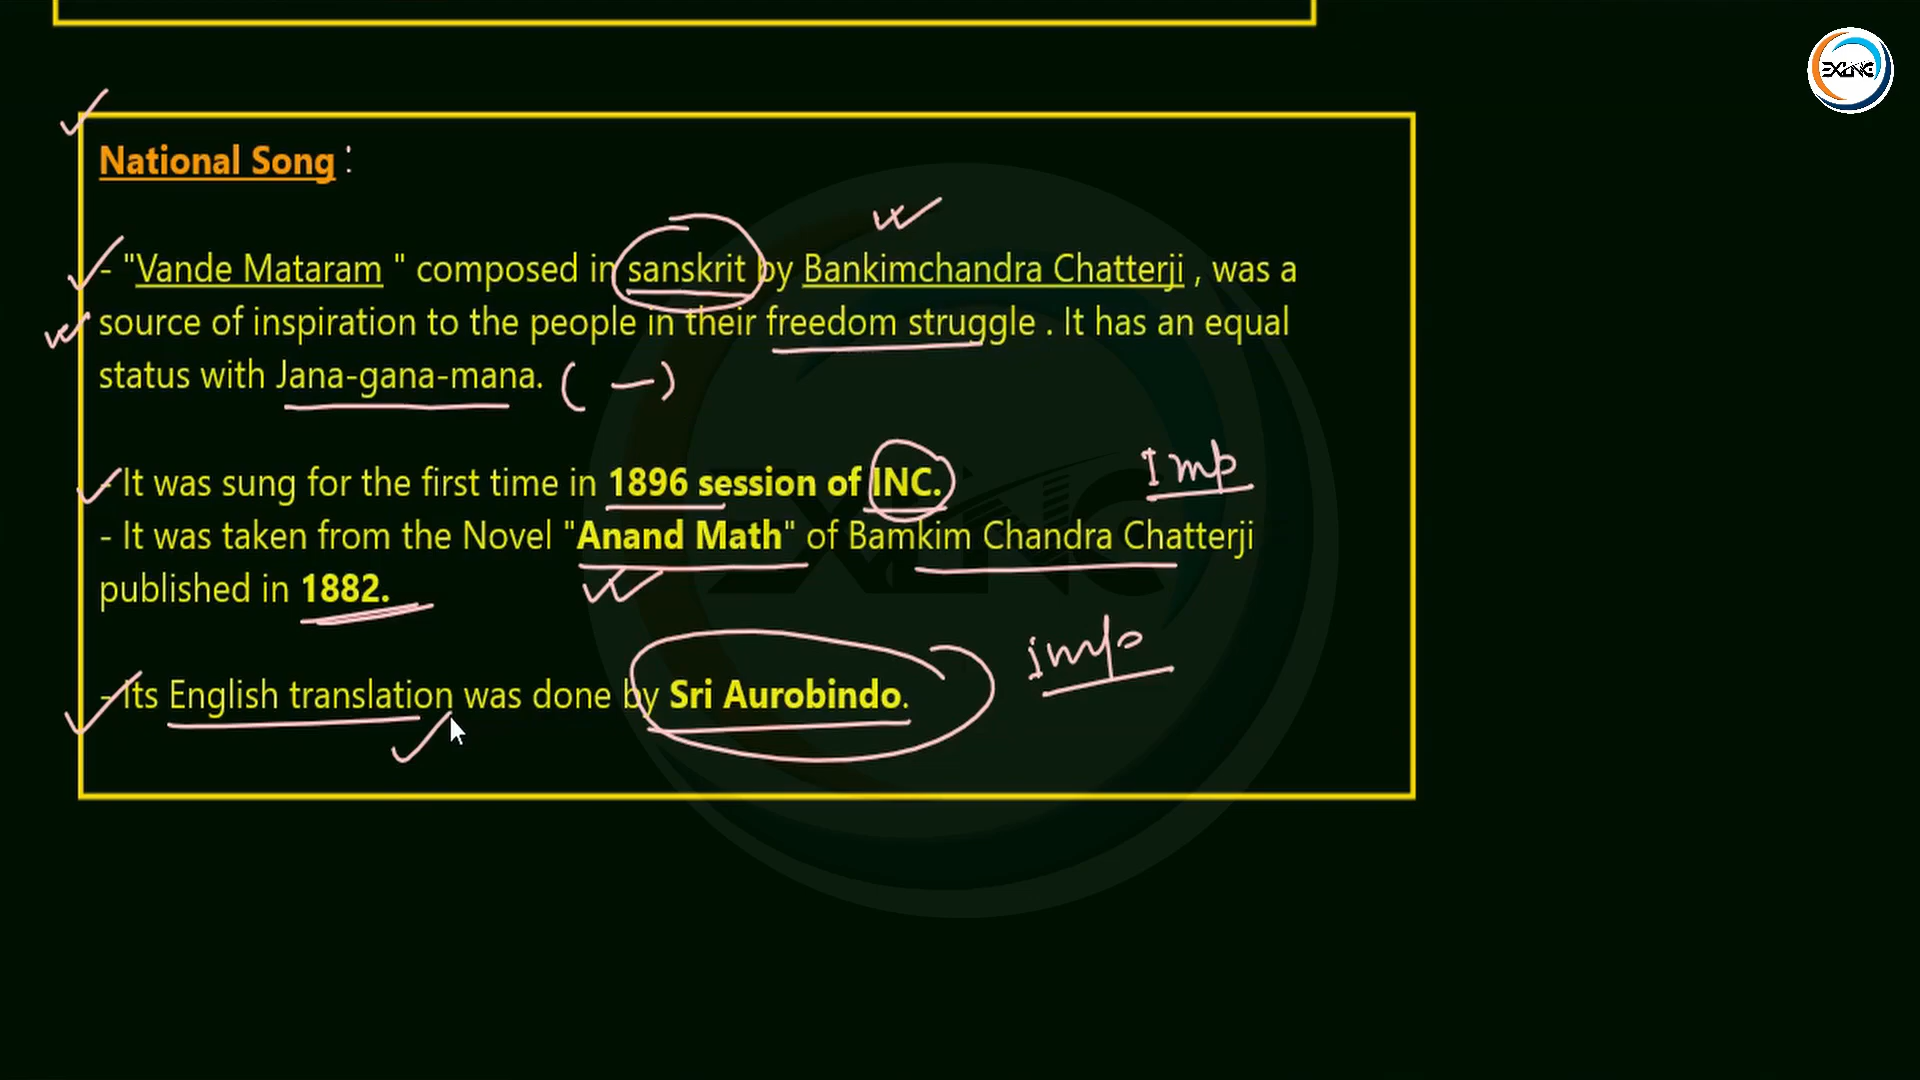 EXLNC
National Song :
- "Vande Mataram " composed in sanskrit by Bankimchandra Chatterji , was a
source of inspiration to the people in their freedom struggle . It has an equal
status with Jana-gana-mana. ( — )
- It was sung for the first time in 1896 session of INC.
Imp
- It was taken from the Novel "Anand Math" of Bamkim Chandra Chatterji
published in 1882.
imp
- Its English translation was done by Sri Aurobindo.